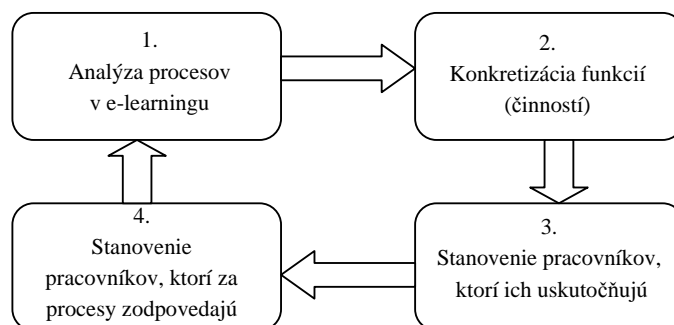 1.
Analýza procesov
v e-learningu
2.
Konkretizácia funkcií
(činností)
3.
Stanovenie pracovníkov,
ktorí ich uskutočňujú
4.
Stanovenie
pracovníkov, ktorí za
procesy zodpovedajú